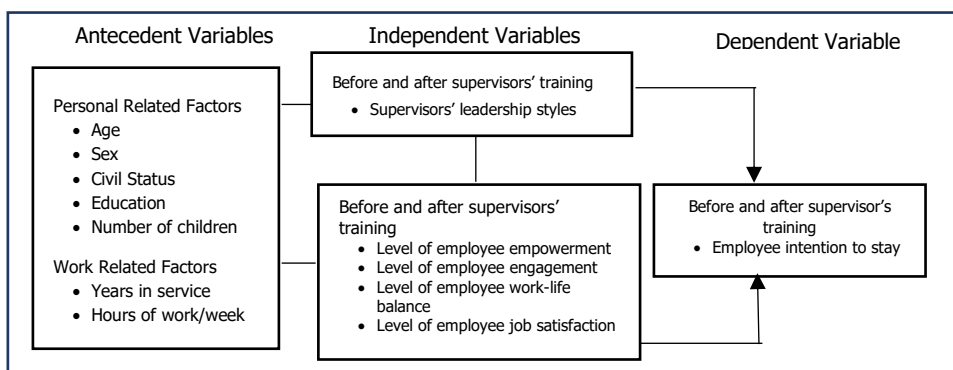 Antecedent Variables
Independent Variables
Dependent Variable
Personal Related Factors
• Age
• Sex
• Civil Status
• Education
• Number of children
Work Related Factors
• Years in service
• Hours of work/week
Before and after supervisors’ training
• Supervisors’ leadership styles
Before and after supervisors’
training
• Level of employee empowerment
• Level of employee engagement
• Level of employee work-life
balance
• Level of employee job satisfaction
Before and after supervisor’s
training
• Employee intention to stay